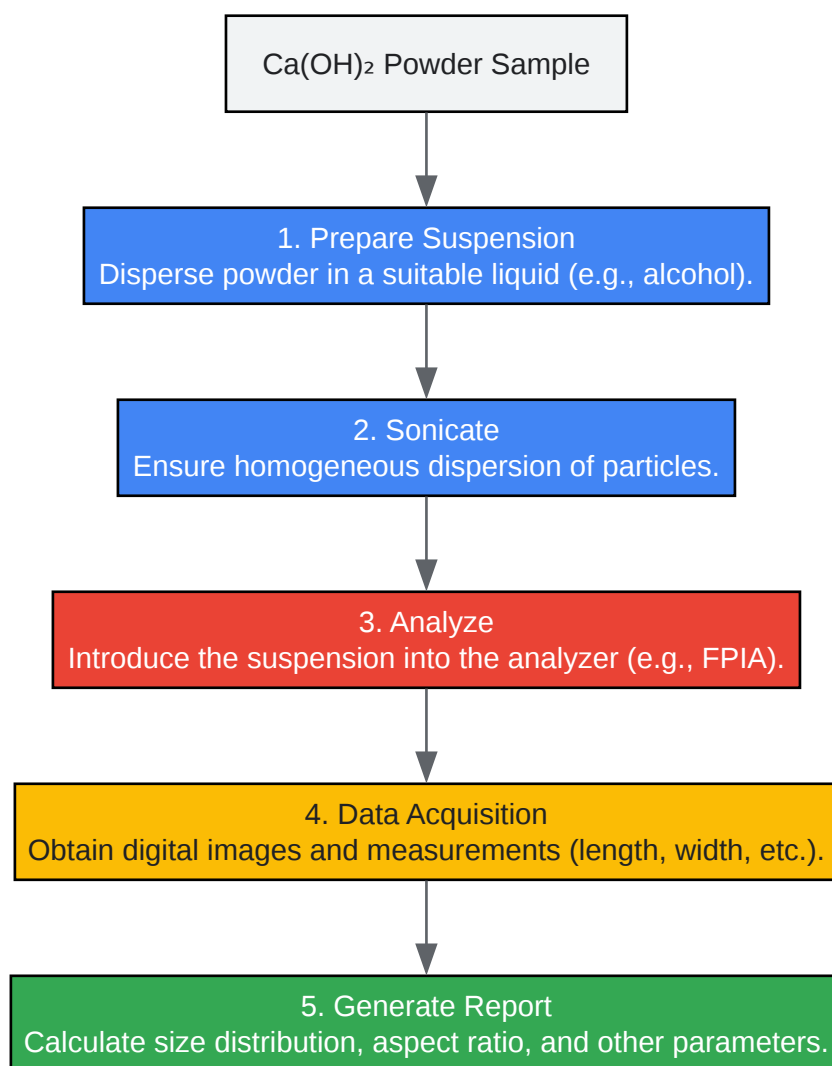 Ca(OH)₂ Powder Sample
1. Prepare Suspension
Disperse powder in a suitable liquid (e.g., alcohol).
2. Sonicate
Ensure homogeneous dispersion of particles.
3. Analyze
Introduce the suspension into the analyzer (e.g., FPIA).
4. Data Acquisition
Obtain digital images and measurements (length, width, etc.).
5. Generate Report
Calculate size distribution, aspect ratio, and other parameters.